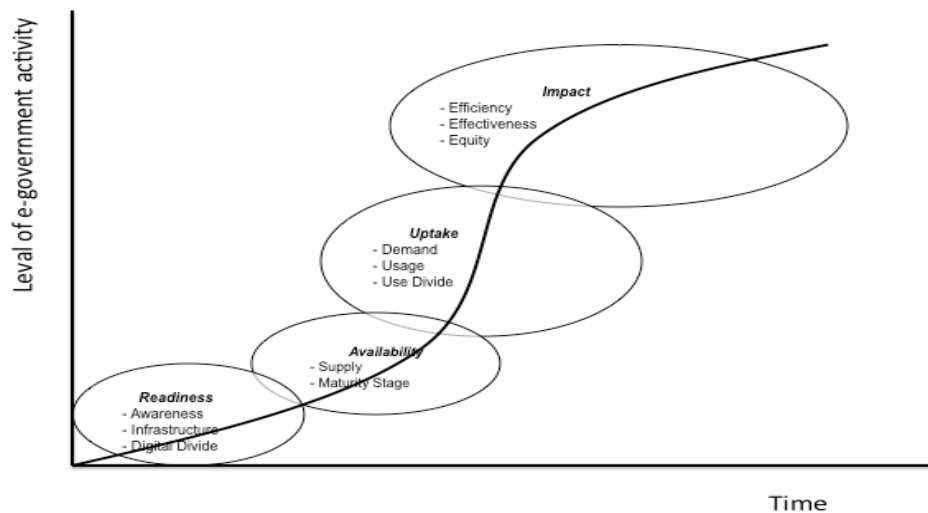 Impact
- Efficiency
- Effectiveness
- Equity
Uptake
- Demand
- Usage
- Use Divide
Availability
- Supply
- Maturity Stage
Readiness
- Awareness
- Infrastructure
- Digital Divide
Leval of e-government activity
Time